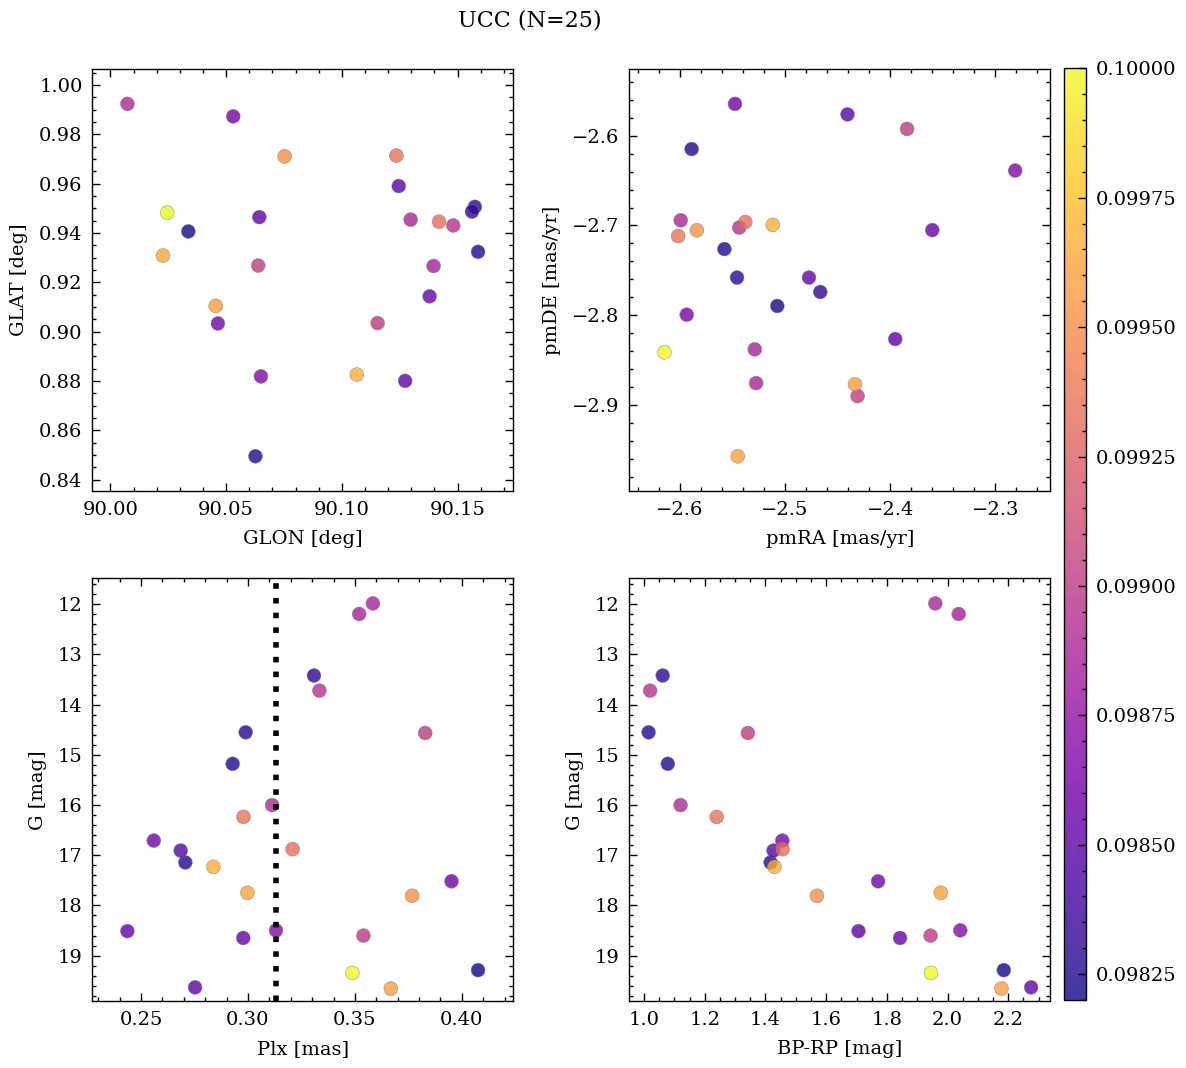 UCC (N=25)
1.00
0.98
0.96
0.94
0.92
0.90
0.88
0.86
0.84
GLAT [deg]
90.00 90.05 90.10 90.15
GLON [deg]
−2.6
−2.7
−2.8
−2.9
pmDE [mas/yr]
−2.6 −2.5 −2.4 −2.3
pmRA [mas/yr]
12
13
14
15
16
17
18
19
G [mag]
0.25 0.30 0.35 0.40
Plx [mas]
12
13
14
15
16
17
18
19
G [mag]
1.0 1.2 1.4 1.6 1.8 2.0 2.2
BP-RP [mag]
0.10000
0.09975
0.09950
0.09925
0.09900
0.09875
0.09850
0.09825